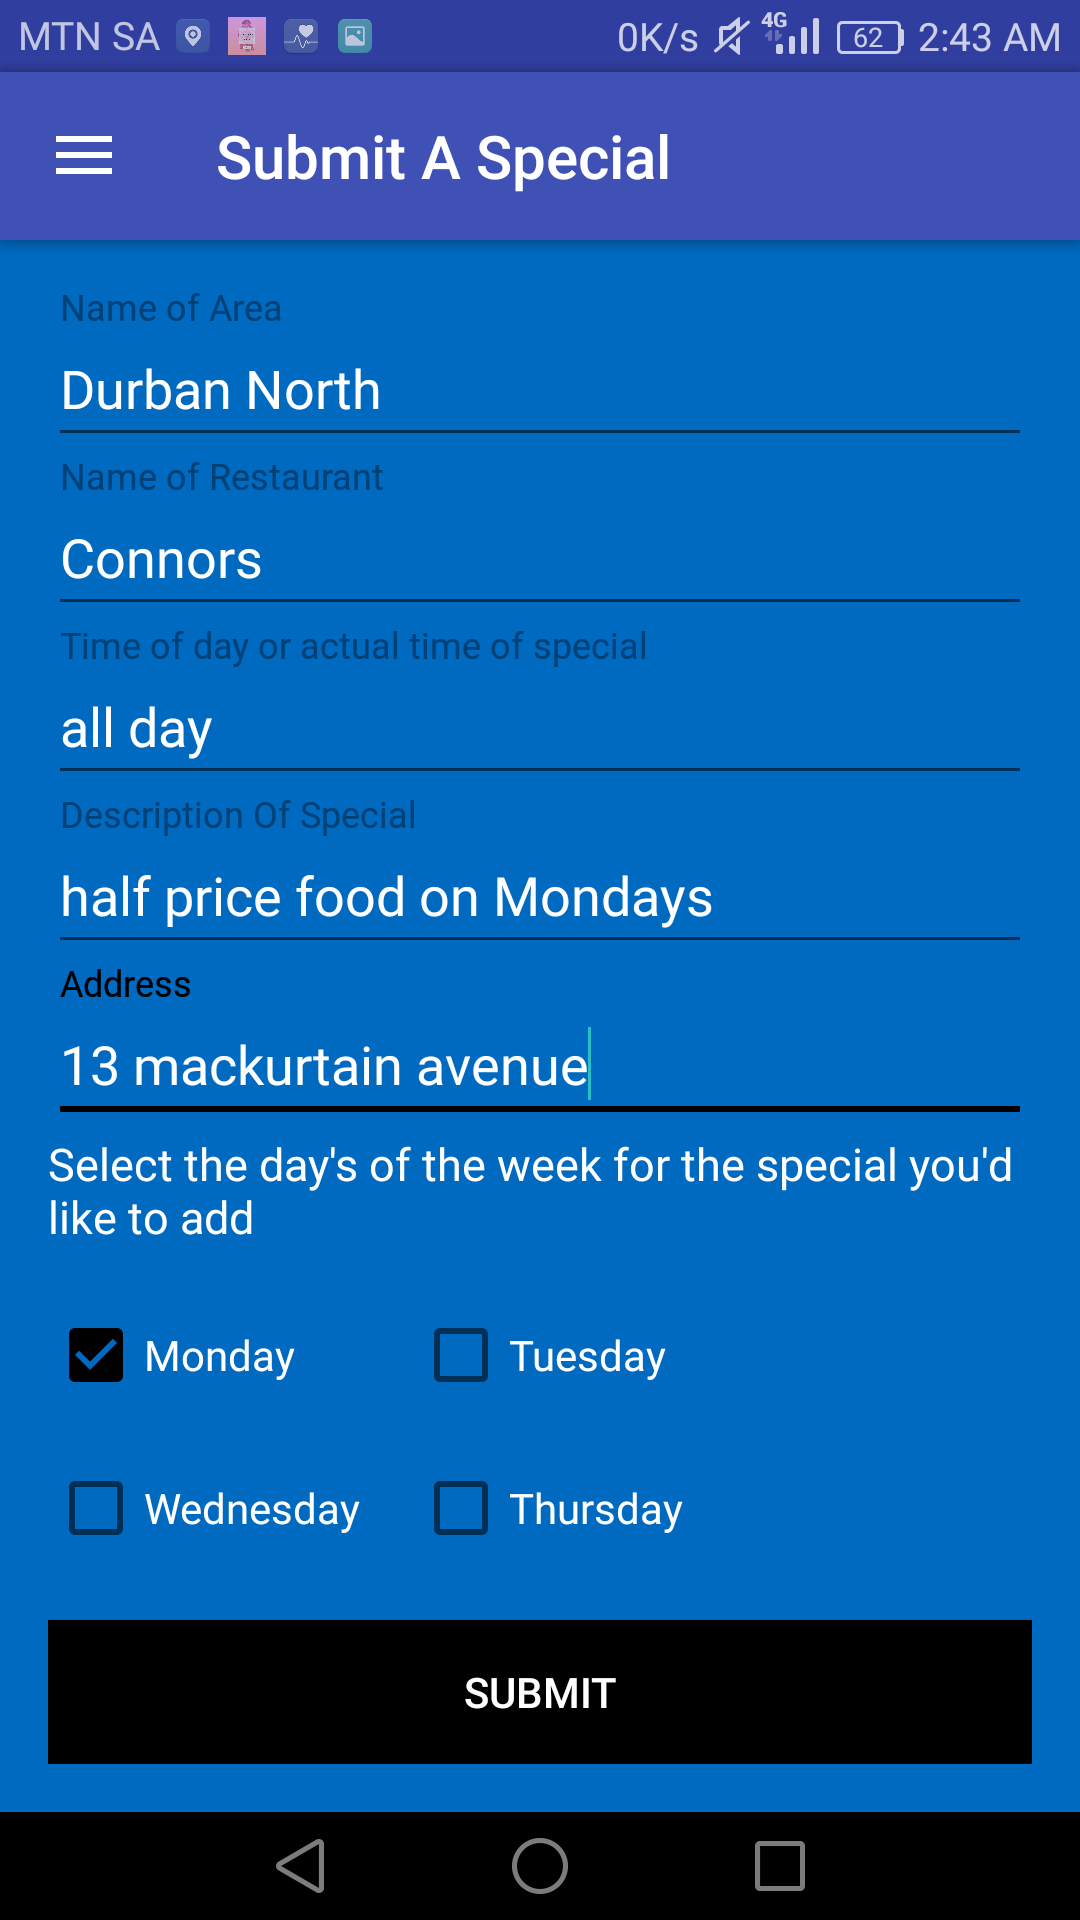 MTN SA 0K/s 4G 62 2:43 AM
Submit A Special
Name of Area
Durban North
Name of Restaurant
Connors
Time of day or actual time of special
all day
Description Of Special
half price food on Mondays
Address
13 mackurtain avenue
Select the day's of the week for the special you'd
like to add
Monday Tuesday
Wednesday Thursday
SUBMIT